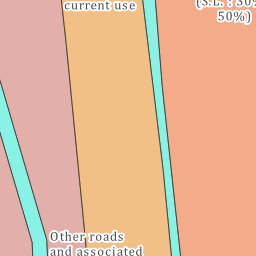 current use
(S.L. : 30%
50%)
Other roads
and associated